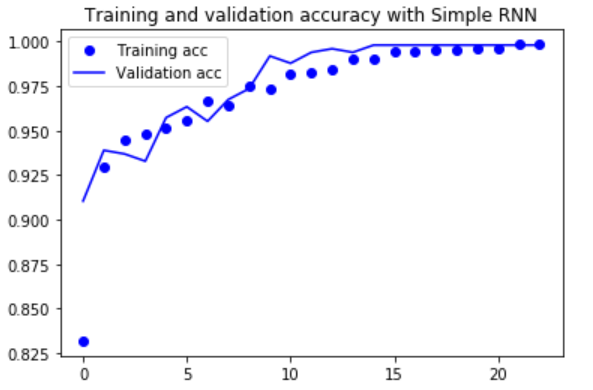 Training and validation accuracy with Simple RNN
1.000
Training acc
Validation acc
0.975
0.950
0.925
0.900
0.875
0.850
0.825
0 5 10 15 20